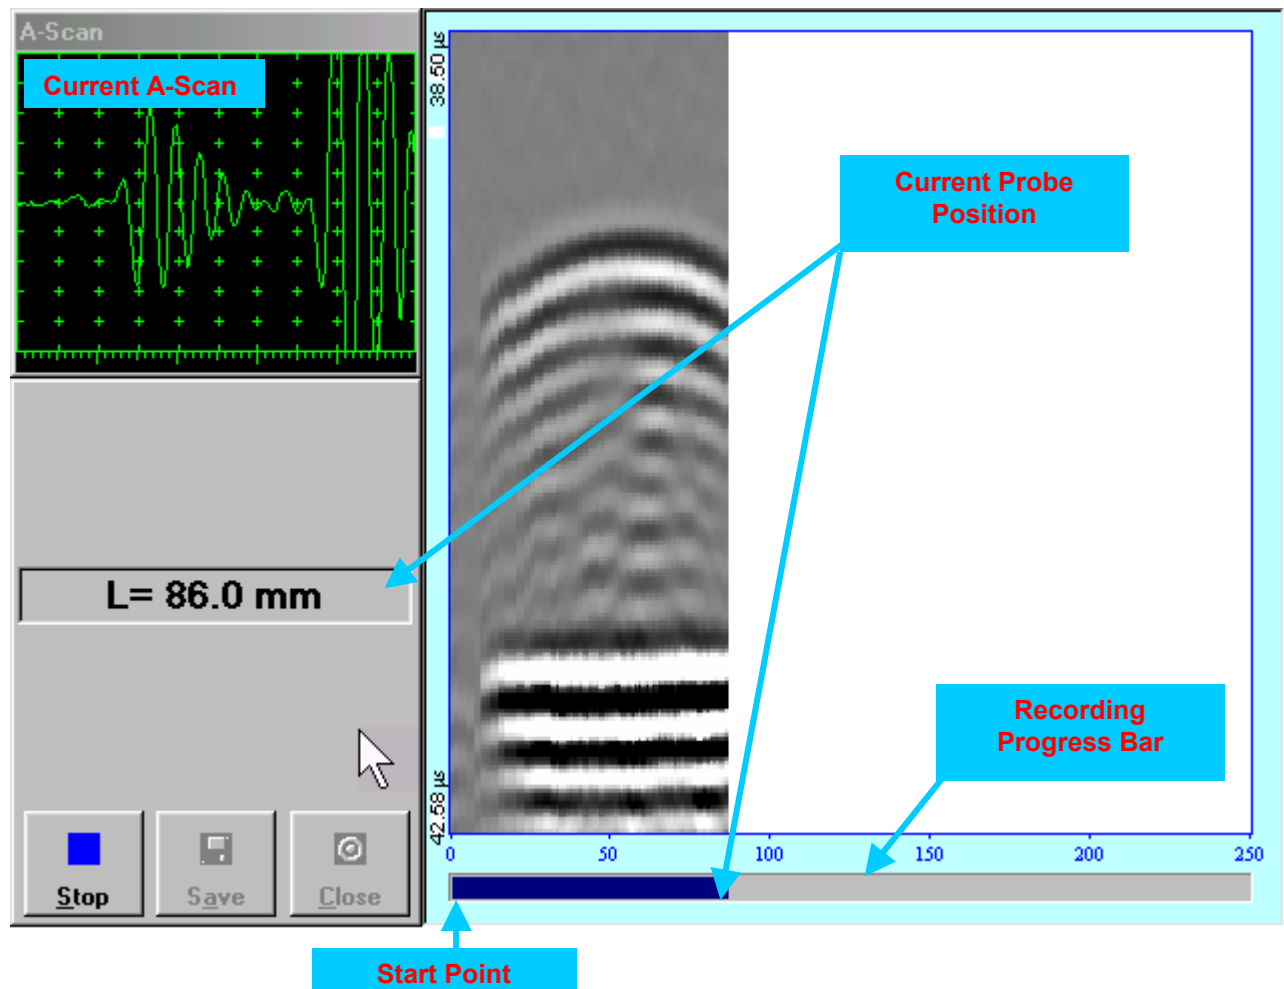 A-Scan
Current A-Scan
38.50 µs
Current Probe
Position
L= 86.0 mm
Recording
Progress Bar
42.58 µs
0 50 100 150 200 250
Stop Save Close
Start Point